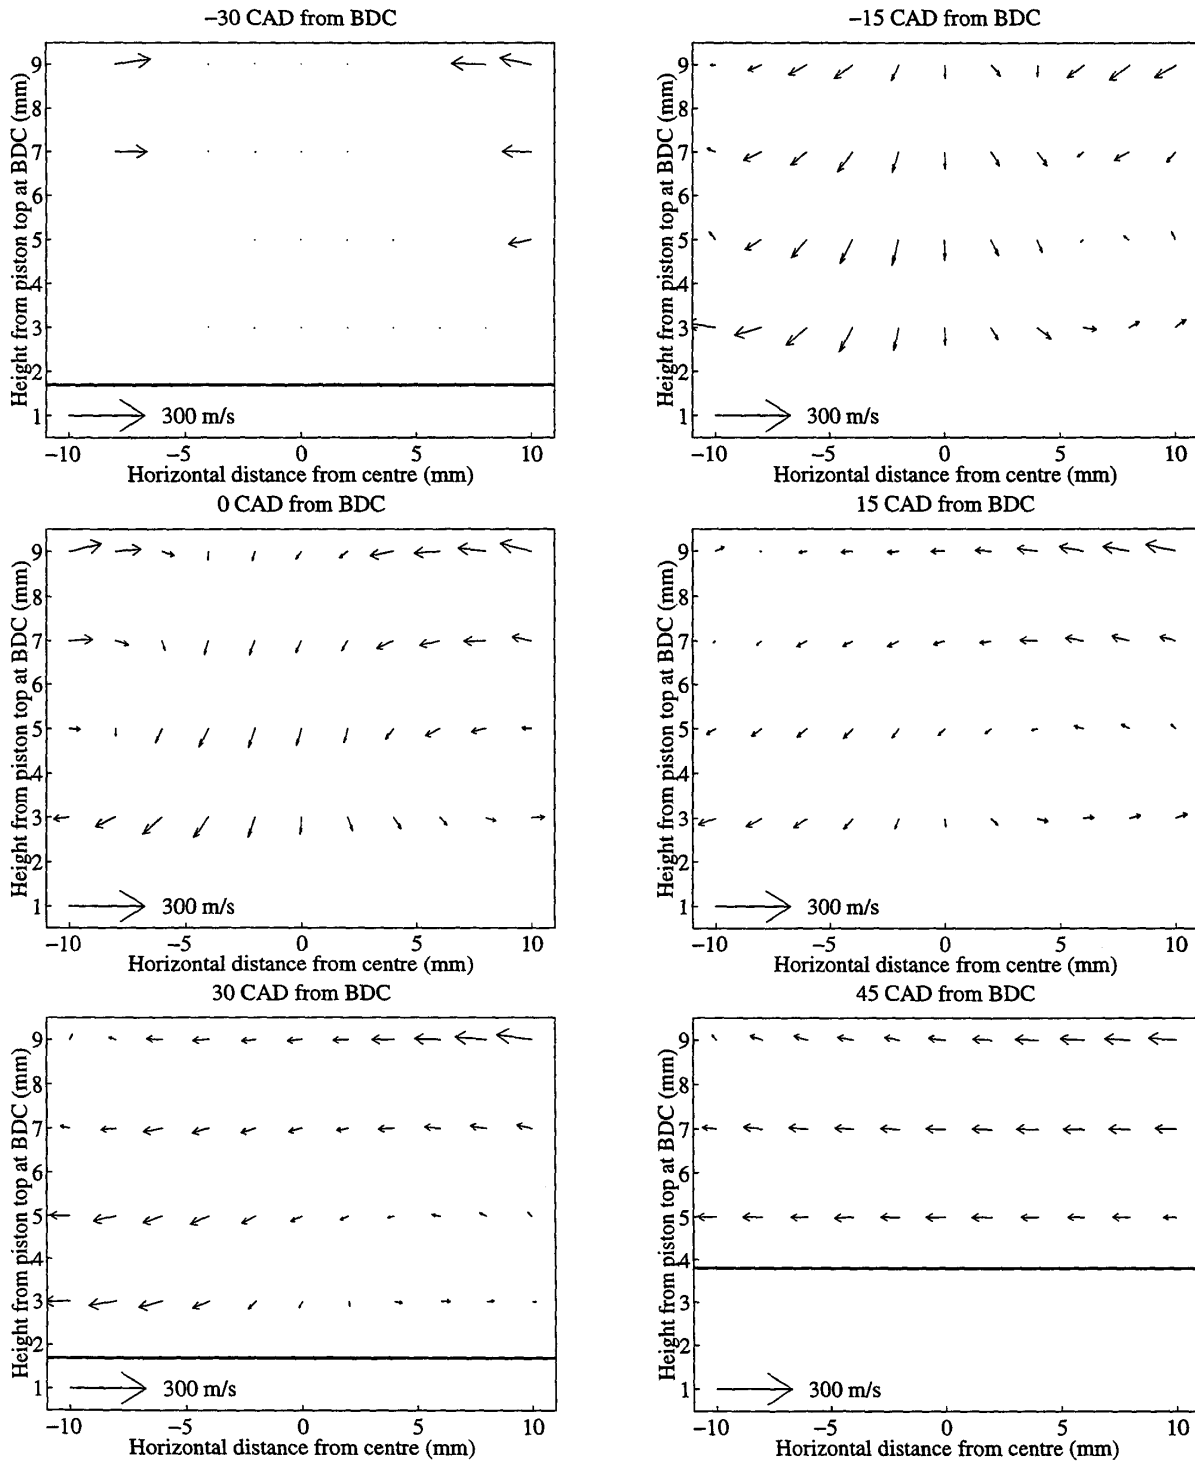 −30 CAD from BDC
Height from piston top at BDC (mm)
9
8
7
6
5
4
3
2
1
300 m/s
−10 −5 0 5 10
Horizontal distance from centre (mm)
−15 CAD from BDC
Height from piston top at BDC (mm)
9
8
7
6
5
4
3
2
1
300 m/s
−10 −5 0 5 10
Horizontal distance from centre (mm)
0 CAD from BDC
Height from piston top at BDC (mm)
9
8
7
6
5
4
3
2
1
300 m/s
−10 −5 0 5 10
Horizontal distance from centre (mm)
15 CAD from BDC
Height from piston top at BDC (mm)
9
8
7
6
5
4
3
2
1
300 m/s
−10 −5 0 5 10
Horizontal distance from centre (mm)
30 CAD from BDC
Height from piston top at BDC (mm)
9
8
7
6
5
4
3
2
1
300 m/s
−10 −5 0 5 10
Horizontal distance from centre (mm)
45 CAD from BDC
Height from piston top at BDC (mm)
9
8
7
6
5
4
3
2
1
300 m/s
−10 −5 0 5 10
Horizontal distance from centre (mm)